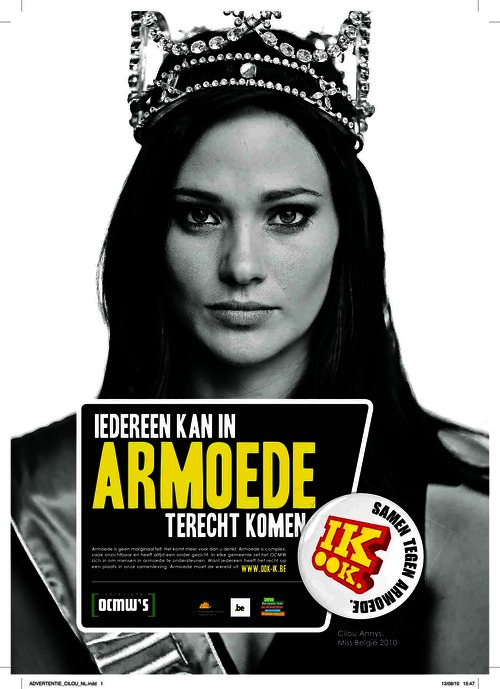 IEDEREEN KAN IN
ARMOEDE
TERECHT KOMEN
Armoede is geen marginaal feit. Het komt meer voor dan u denkt. Armoede is complex,
vaak onzichtbaar en heeft altijd een ander gezicht. In elke gemeente zet het OCMW
zich in om mensen in armoede te ondersteunen. Want iedereen heeft het recht op
een plaats in onze samenleving. Armoede moet de wereld uit. WWW.OOK-IK.BE
OCMW'S
.be
SAMEN TEGEN ARMOEDE.
IK
OOK.
Cilou Annys,
Miss België 2010
ADVERTENTIE_CILOU_NL.indd 1
13/08/10 15:47